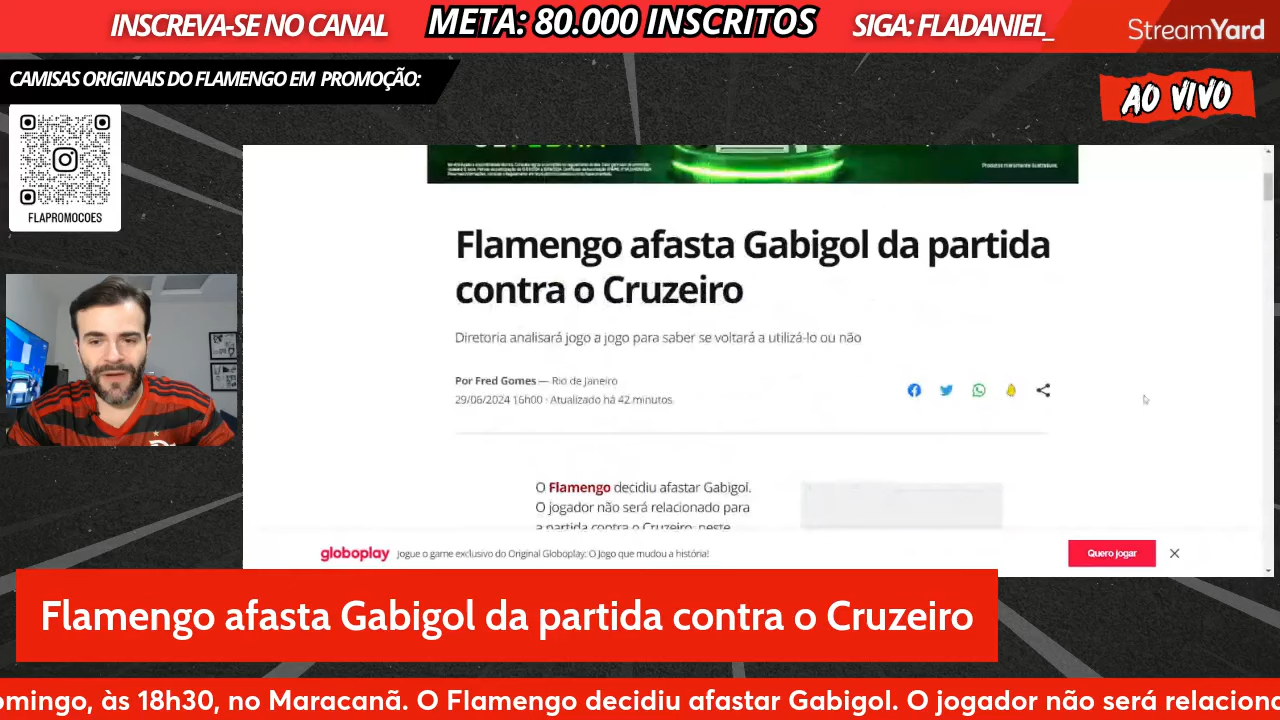 INSCREVA-SE NO CANAL
META: 80.000 INSCRITOS
SIGA: FLADANIEL_
StreamYard
CAMISAS ORIGINAIS DO FLAMENGO EM PROMOÇÃO:
AO VIVO
FLAPROMOCOES
Flamengo afasta Gabigol da partida
contra o Cruzeiro
Diretoria analisará jogo a jogo para saber se voltará a utilizá-lo ou não
Por Fred Gomes — Rio de Janeiro
29/06/2024 16h00 · Atualizado há 42 minutos
O Flamengo decidiu afastar Gabigol.
O jogador não será relacionado para
a partida contra o Cruzeiro, neste
globoplay
Jogue o game exclusivo do Original Globoplay: O Jogo que mudou a história!
Quero jogar
Flamengo afasta Gabigol da partida contra o Cruzeiro
omingo, às 18h30, no Maracanã. O Flamengo decidiu afastar Gabigol. O jogador não será relaciona